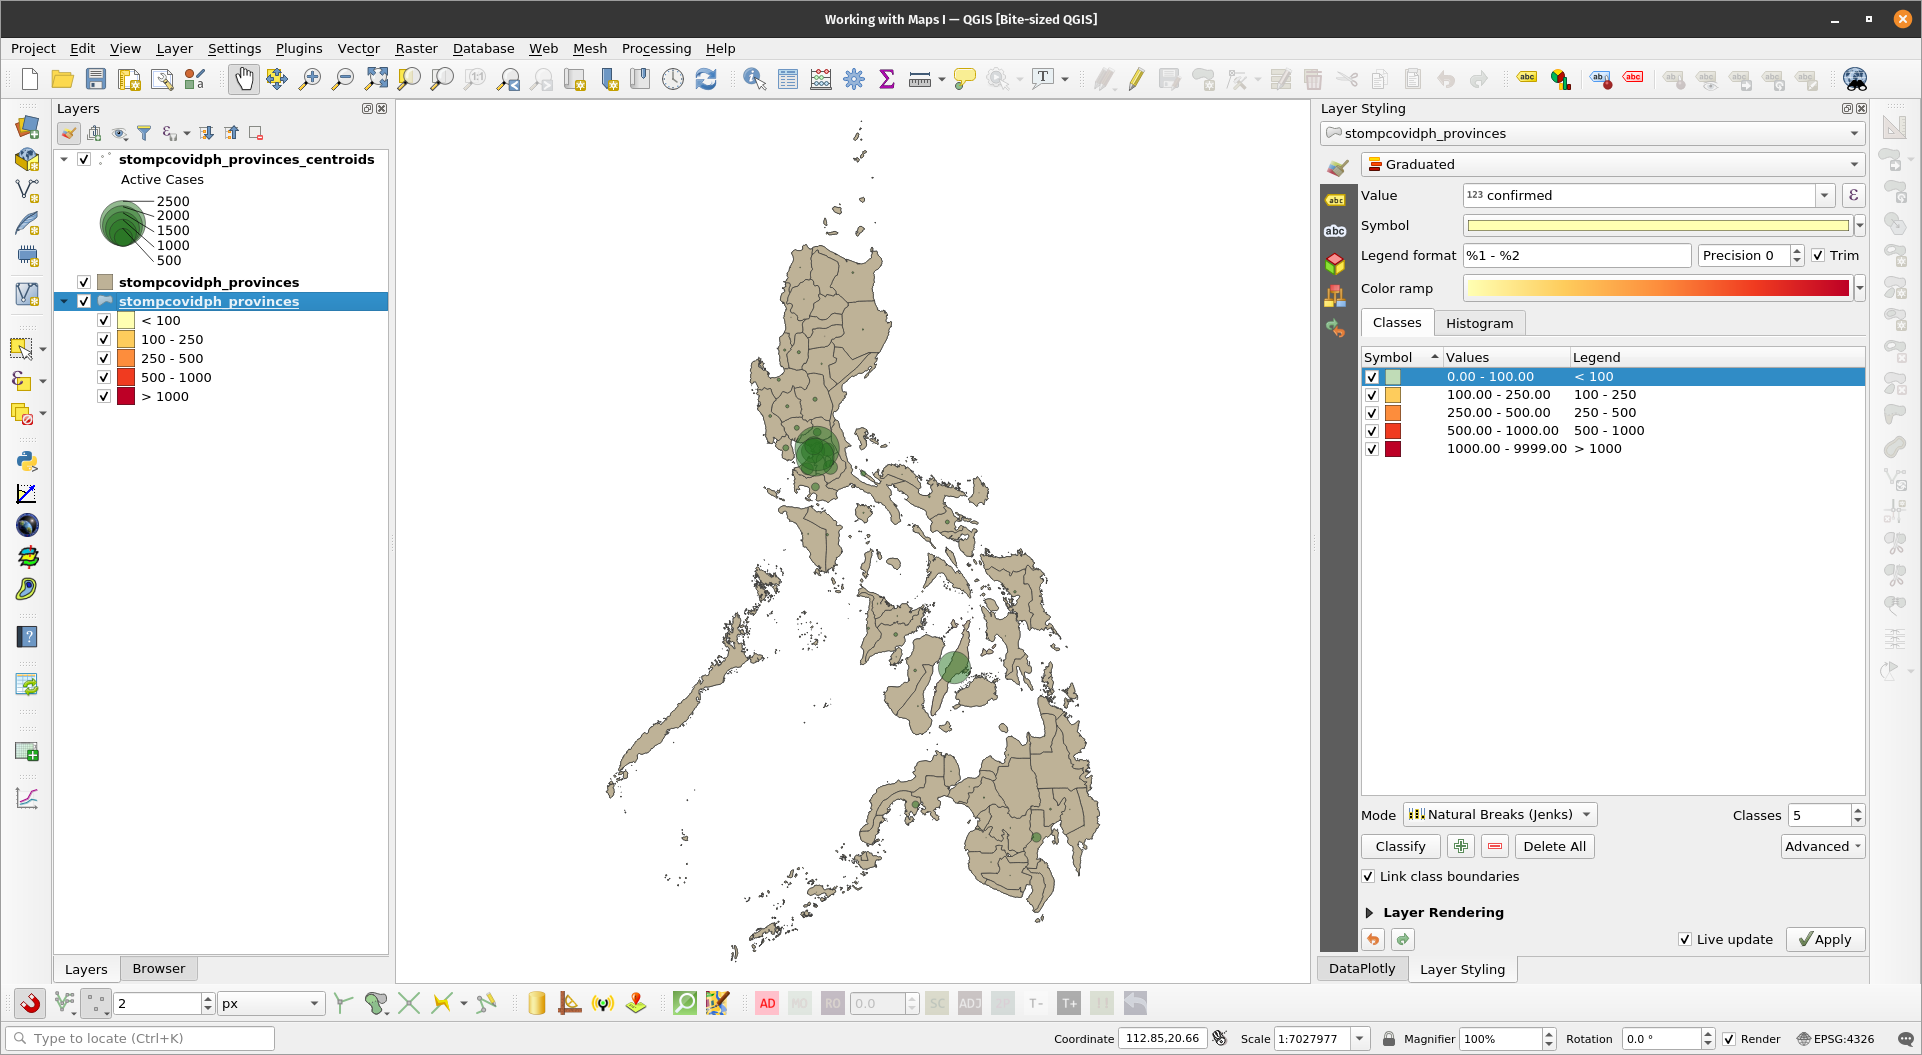 Working with Maps I — QGIS [Bite-sized QGIS]
Project Edit View Layer Settings Plugins Vector Raster Database Web Mesh Processing Help
Layers
stompcovidph_provinces_centroids
Active Cases
2500
2000
1500
1000
500
stompcovidph_provinces
stompcovidph_provinces
< 100
100 - 250
250 - 500
500 - 1000
> 1000
Layers Browser
Layer Styling
stompcovidph_provinces
Graduated
Value 123 confirmed ε
Symbol
Legend format %1 - %2 Precision 0 Trim
Color ramp
Classes Histogram
Symbol Values Legend
0.00 - 100.00 < 100
100.00 - 250.00 100 - 250
250.00 - 500.00 250 - 500
500.00 - 1000.00 500 - 1000
1000.00 - 9999.00 > 1000
Mode Natural Breaks (Jenks) Classes 5
Classify Delete All Advanced
Link class boundaries
Layer Rendering
Live update Apply
DataPlotly Layer Styling
2 px AD MO RO 0.0 SC ADJ T- T+
Type to locate (Ctrl+K) Coordinate 112.85,20.66 Scale 1:7027977 Magnifier 100% Rotation 0.0 ° Render EPSG:4326